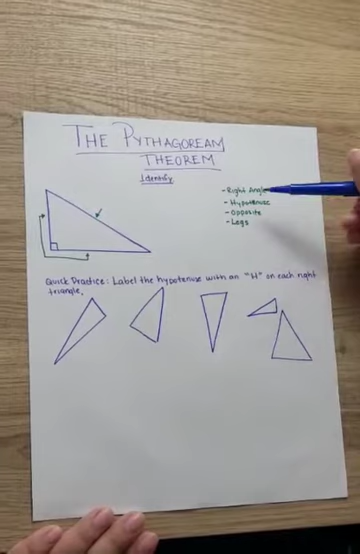 THE PYTHAGOREAM
THEOREM
Identify
- Right Angle
- Hypotenuse
- Opposite
- Legs
Quick Practice: Label the hypotenuse with an "H" on each right
triangle.